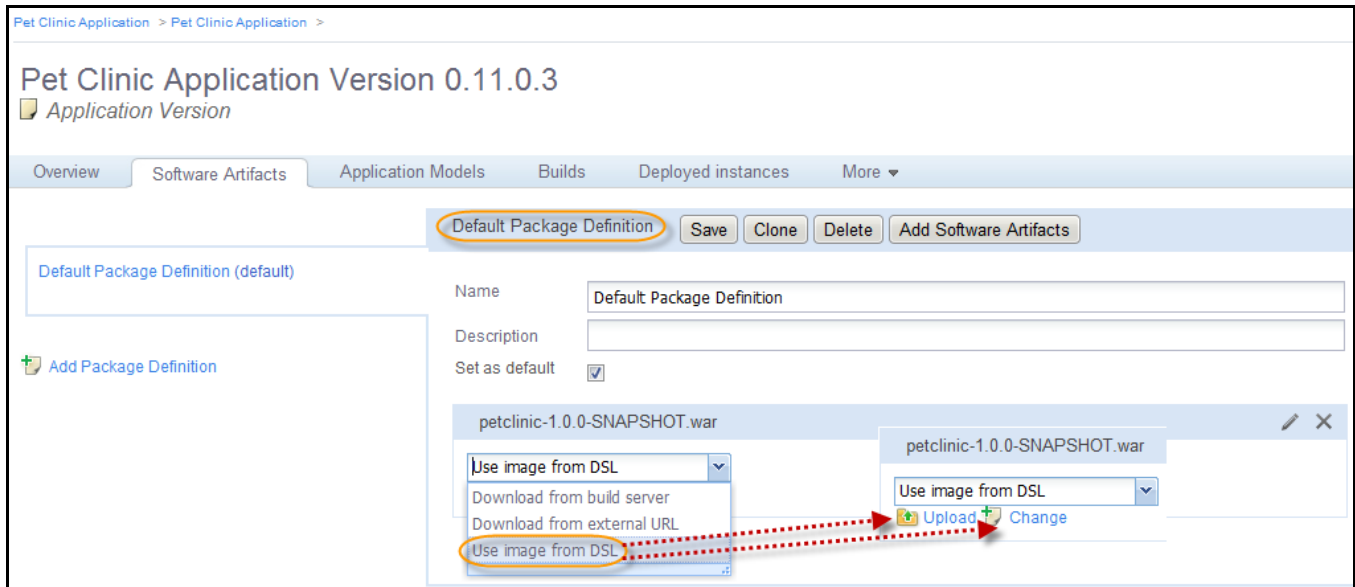 Pet Clinic Application > Pet Clinic Application >
Pet Clinic Application Version 0.11.0.3
Application Version
Overview Software Artifacts Application Models Builds Deployed instances More
Default Package Definition Save Clone Delete Add Software Artifacts
Default Package Definition (default)
Add Package Definition
Name Default Package Definition
Description
Set as default
petclinic-1.0.0-SNAPSHOT.war
Use image from DSL
Download from build server
Download from external URL
Use image from DSL
petclinic-1.0.0-SNAPSHOT.war
Use image from DSL
Upload Change